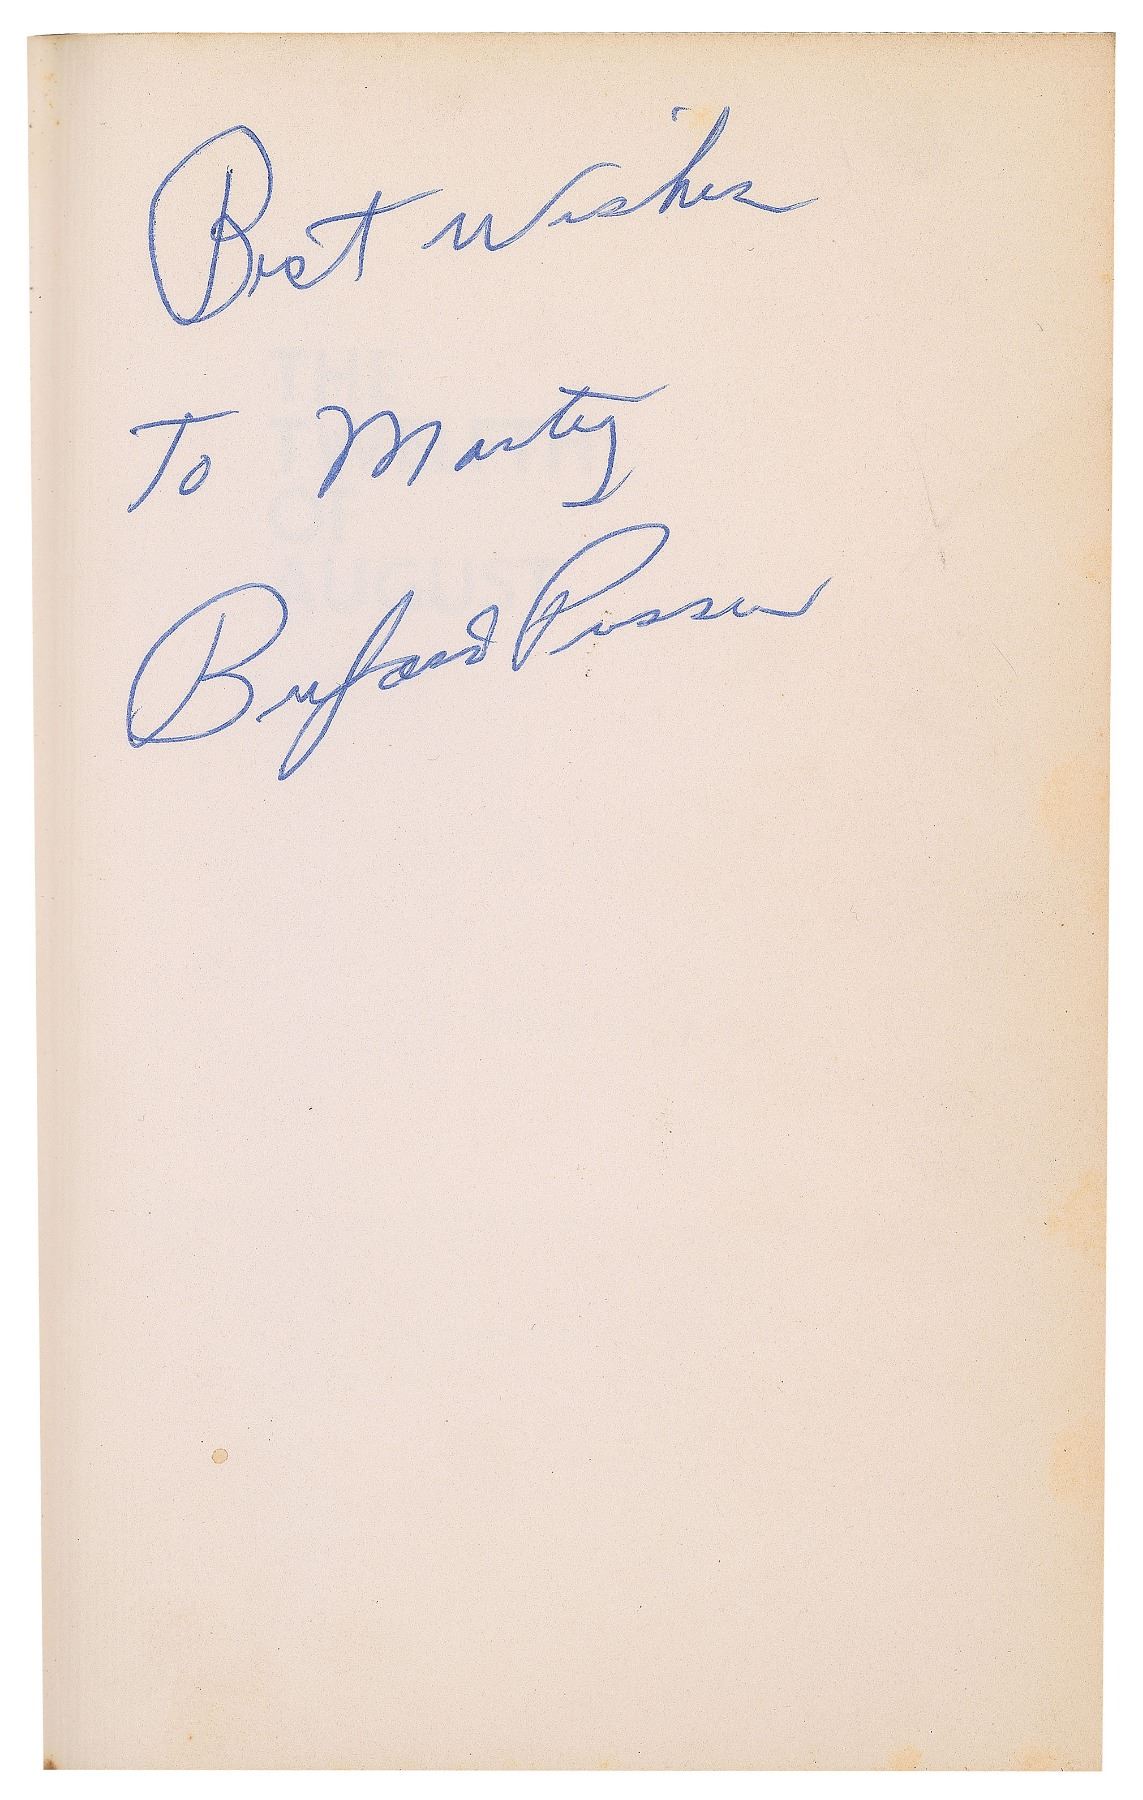 Best Wishes
To Marty
Buford Pusser